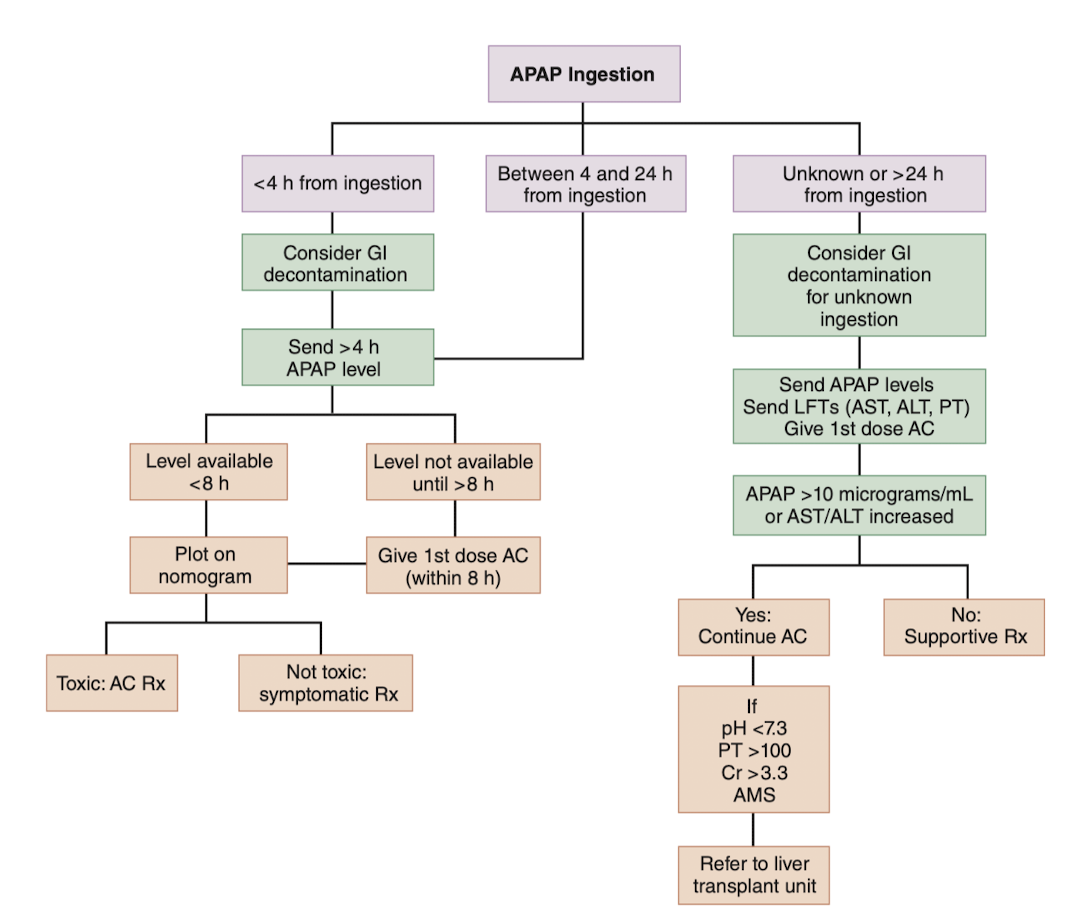 APAP Ingestion
<4 h from ingestion
Between 4 and 24 h
from ingestion
Unknown or >24 h
from ingestion
Consider GI
decontamination
Consider GI
decontamination
for unknown
ingestion
Send >4 h
APAP level
Send APAP levels
Send LFTs (AST, ALT, PT)
Give 1st dose AC
Level available
<8 h
Level not available
until >8 h
APAP >10 micrograms/mL
or AST/ALT increased
Plot on
nomogram
Give 1st dose AC
(within 8 h)
Yes:
Continue AC
No:
Supportive Rx
Toxic: AC Rx
Not toxic:
symptomatic Rx
If
pH <7.3
PT >100
Cr >3.3
AMS
Refer to liver
transplant unit